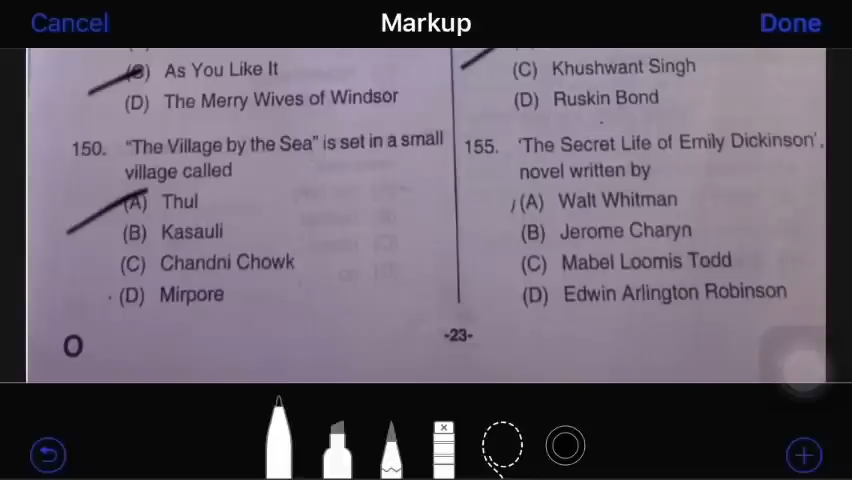 Cancel
Markup
Done
(C) As You Like It
(D) The Merry Wives of Windsor
150. "The Village by the Sea" is set in a small
village called
(A) Thul
(B) Kasauli
(C) Chandni Chowk
(D) Mirpore
O
(C) Khushwant Singh
(D) Ruskin Bond
155. 'The Secret Life of Emily Dickinson',
novel written by
(A) Walt Whitman
(B) Jerome Charyn
(C) Mabel Loomis Todd
(D) Edwin Arlington Robinson
-23-